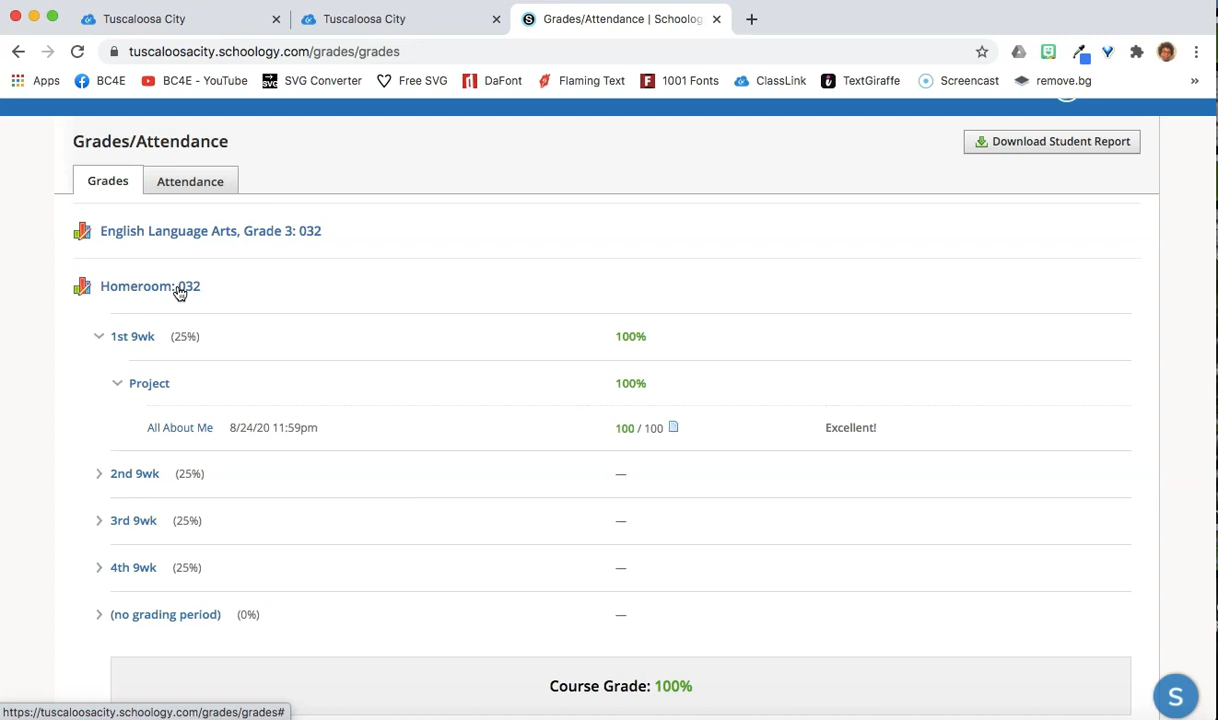 Tuscaloosa City
Tuscaloosa City
Grades/Attendance | Schoolog
tuscaloosacity.schoology.com/grades/grades
Apps BC4E BC4E - YouTube SVG Converter Free SVG DaFont Flaming Text 1001 Fonts ClassLink TextGiraffe Screencast remove.bg »
Grades/Attendance
Download Student Report
Grades Attendance
English Language Arts, Grade 3: 032
Homeroom: 032
1st 9wk (25%) 100%
Project 100%
All About Me 8/24/20 11:59pm 100 / 100 Excellent!
2nd 9wk (25%) —
3rd 9wk (25%) —
4th 9wk (25%) —
(no grading period) (0%) —
Course Grade: 100%
S
https://tuscaloosacity.schoology.com/grades/grades#